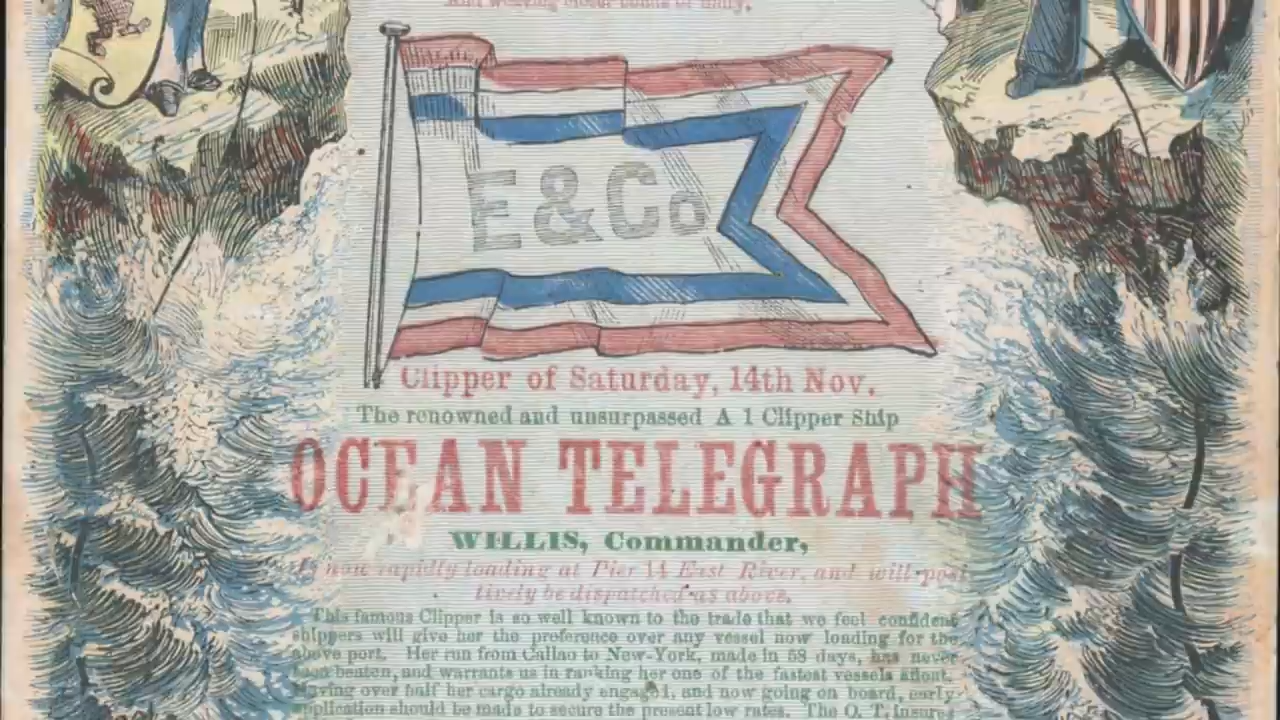 And weaving closer bonds of unity.
E&Co
Clipper of Saturday, 14th Nov.
The renowned and unsurpassed A 1 Clipper Ship
OCEAN TELEGRAPH
WILLIS, Commander,
Is now rapidly loading at Pier 14 East River, and will posi
tively be dispatched as above.
This famous Clipper is so well known to the trade that we feel confident
shippers will give her the preference over any vessel now loading for the
above port. Her run from Callao to New-York, made in 58 days, has never
been beaten, and warrants us in ranking her one of the fastest vessels afloat.
Having over half her cargo already engaged, and now going on board, early
application should be made to secure the present low rates. The O. T. insures